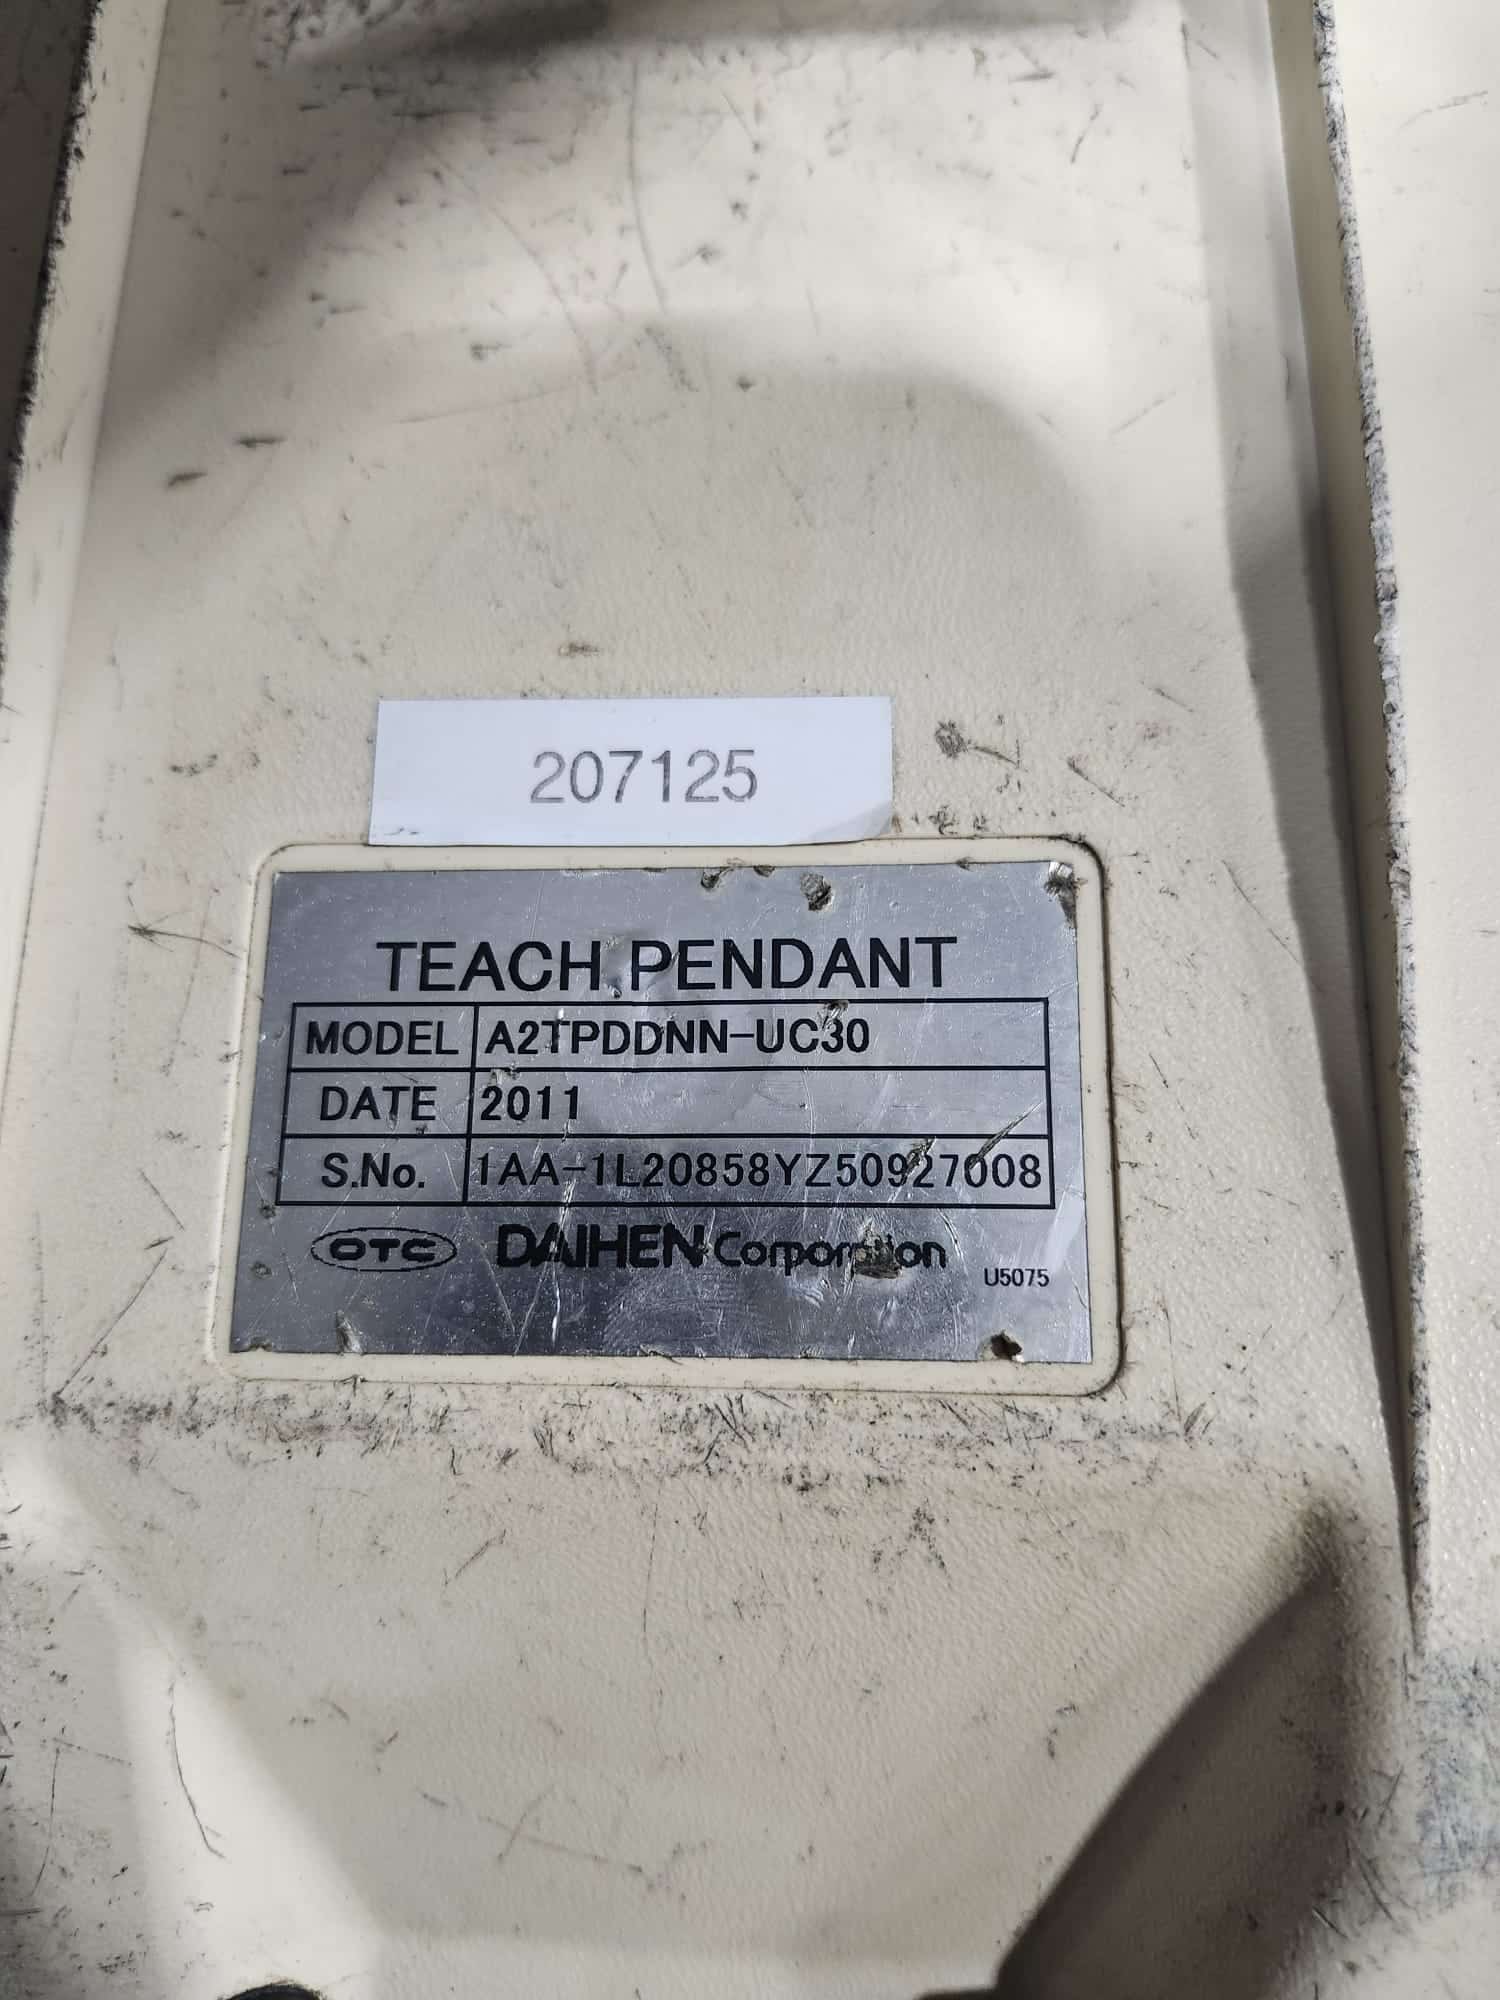 207125
TEACH PENDANT
MODEL A2TPDDNN-UC30
DATE 2011
S.No. 1AA-1L20858YZ50927008
OTC DAIHEN Corporation U5075